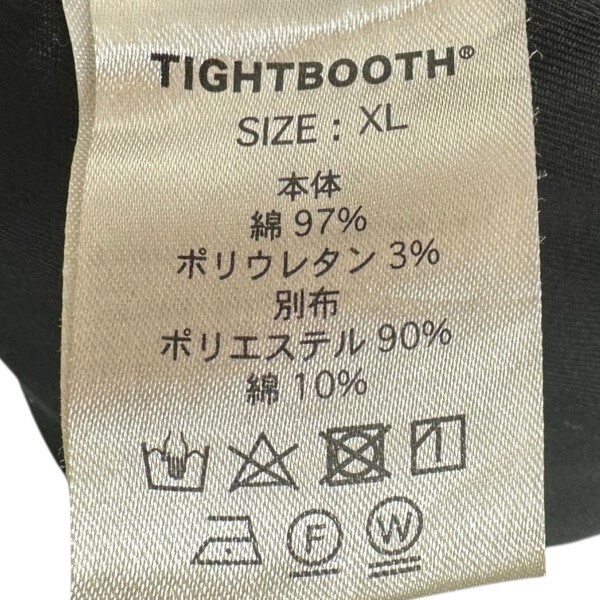 TIGHTBOOTH®
SIZE : XL
本体
綿 97%
ポリウレタン 3%
別布
ポリエステル 90%
綿 10%
F W